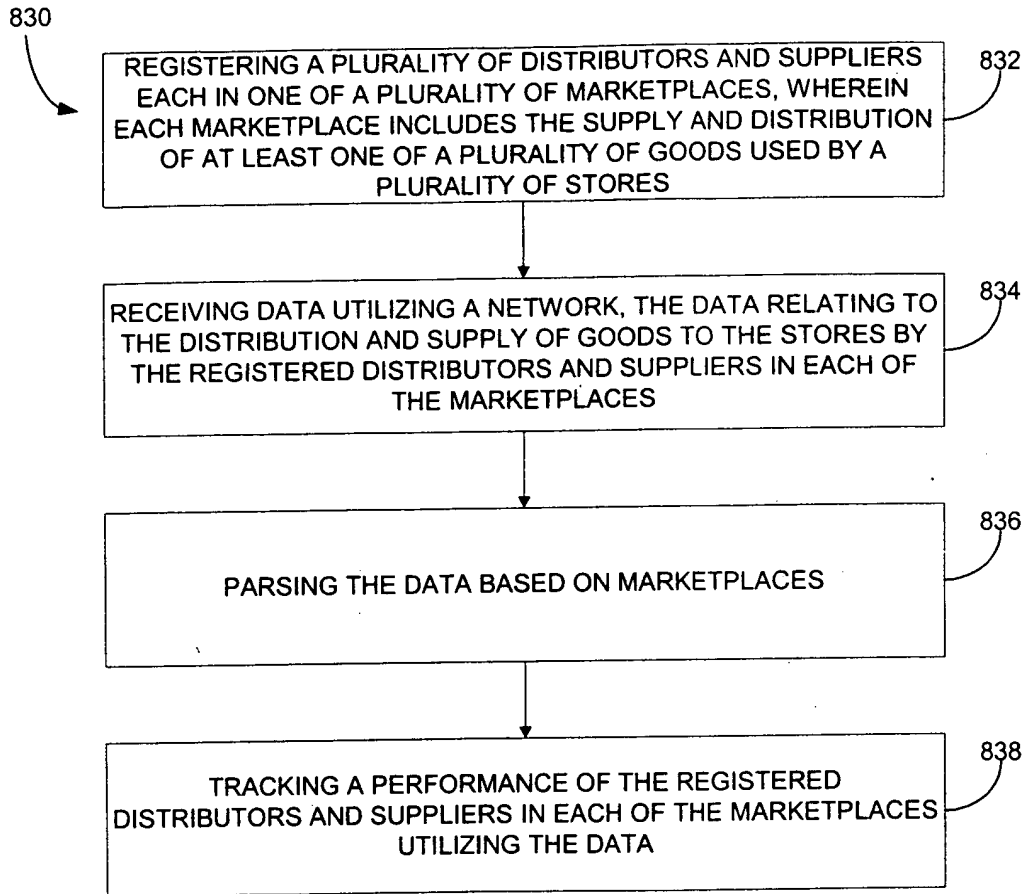 830
REGISTERING A PLURALITY OF DISTRIBUTORS AND SUPPLIERS
EACH IN ONE OF A PLURALITY OF MARKETPLACES, WHEREIN
EACH MARKETPLACE INCLUDES THE SUPPLY AND DISTRIBUTION
OF AT LEAST ONE OF A PLURALITY OF GOODS USED BY A
PLURALITY OF STORES
832
RECEIVING DATA UTILIZING A NETWORK, THE DATA RELATING TO
THE DISTRIBUTION AND SUPPLY OF GOODS TO THE STORES BY
THE REGISTERED DISTRIBUTORS AND SUPPLIERS IN EACH OF
THE MARKETPLACES
834
PARSING THE DATA BASED ON MARKETPLACES
836
TRACKING A PERFORMANCE OF THE REGISTERED
DISTRIBUTORS AND SUPPLIERS IN EACH OF THE MARKETPLACES
UTILIZING THE DATA
838